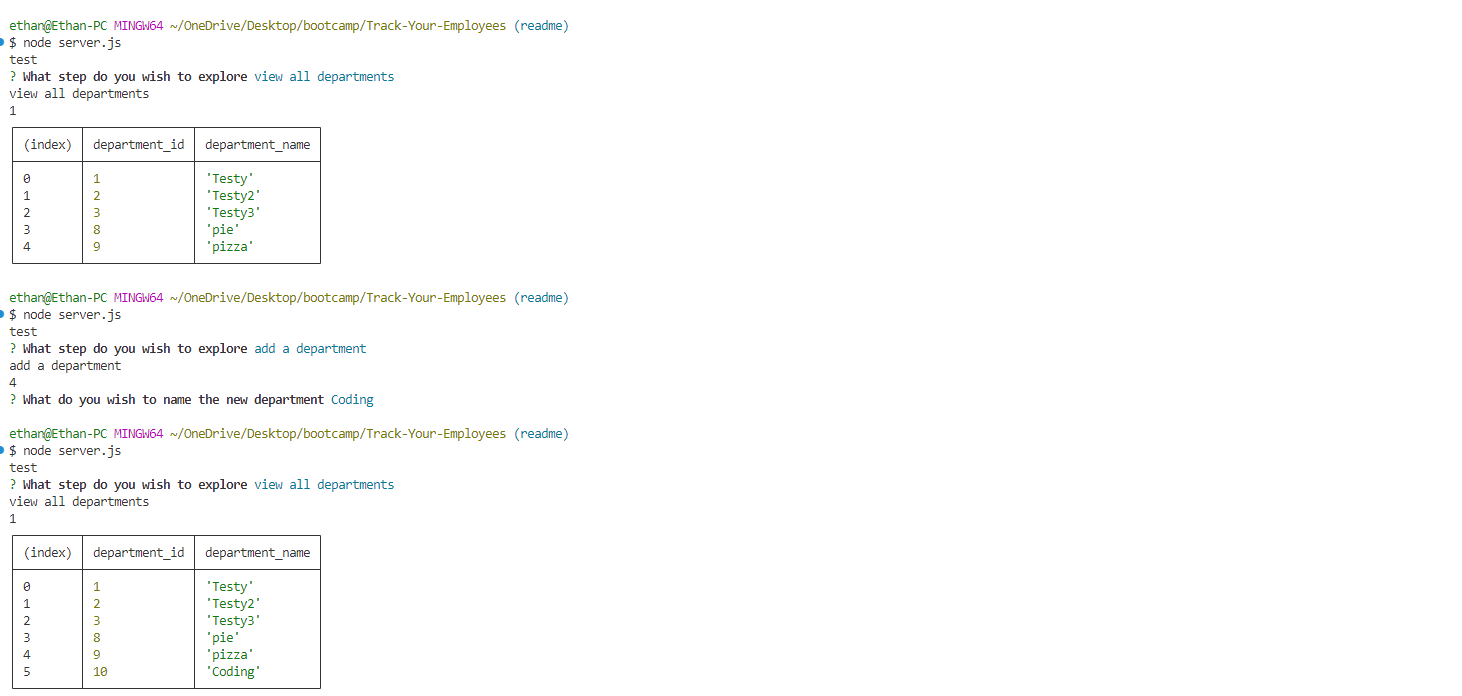 ethan@Ethan-PC MINGW64 ~/OneDrive/Desktop/bootcamp/Track-Your-Employees (readme)
$ node server.js
test
? What step do you wish to explore view all departments
view all departments
1
(index) department_id department_name
0 1 'Testy'
1 2 'Testy2'
2 3 'Testy3'
3 8 'pie'
4 9 'pizza'
ethan@Ethan-PC MINGW64 ~/OneDrive/Desktop/bootcamp/Track-Your-Employees (readme)
$ node server.js
test
? What step do you wish to explore add a department
add a department
4
? What do you wish to name the new department Coding
ethan@Ethan-PC MINGW64 ~/OneDrive/Desktop/bootcamp/Track-Your-Employees (readme)
$ node server.js
test
? What step do you wish to explore view all departments
view all departments
1
(index) department_id department_name
0 1 'Testy'
1 2 'Testy2'
2 3 'Testy3'
3 8 'pie'
4 9 'pizza'
5 10 'Coding'